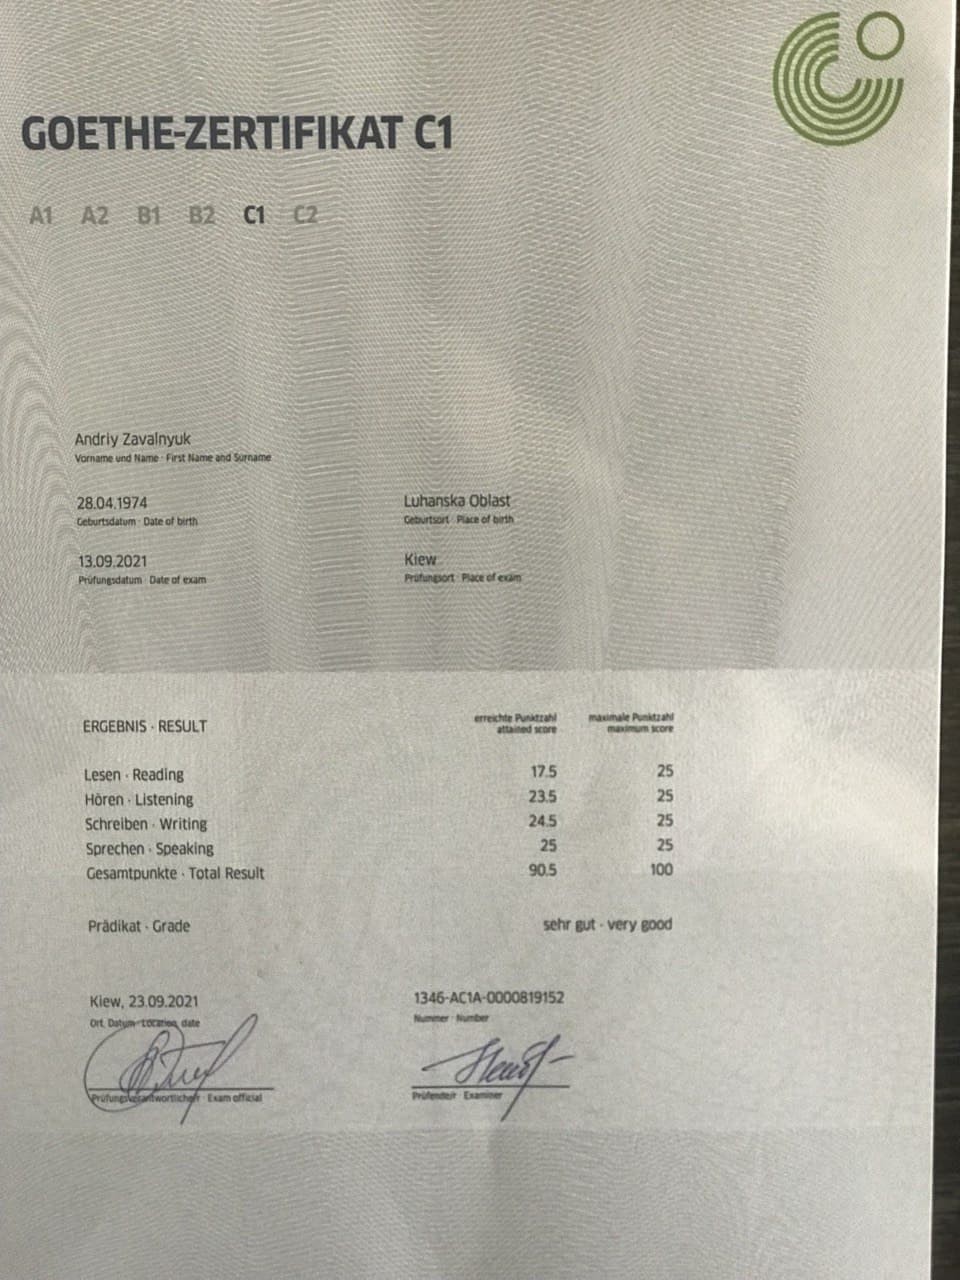 GOETHE-ZERTIFIKAT C1
A1 A2 B1 B2 C1 C2
Andriy Zavalnyuk
Vorname und Name · First Name and Surname
28.04.1974 Luhanska Oblast
Geburtsdatum · Date of birth Geburtsort · Place of birth
13.09.2021 Kiew
Prüfungsdatum · Date of exam Prüfungsort · Place of exam
ERGEBNIS · RESULT erreichte Punktzahl maximale Punktzahl
attained score maximum score
Lesen · Reading 17.5 25
Hören · Listening 23.5 25
Schreiben · Writing 24.5 25
Sprechen · Speaking 25 25
Gesamtpunkte · Total Result 90.5 100
Prädikat · Grade sehr gut · very good
Kiew, 23.09.2021 1346-AC1A-0000819152
Ort, Datum · Location, date Nummer · Number
Prüfungsverantwortliche/r · Exam official Prüfende/r · Examiner